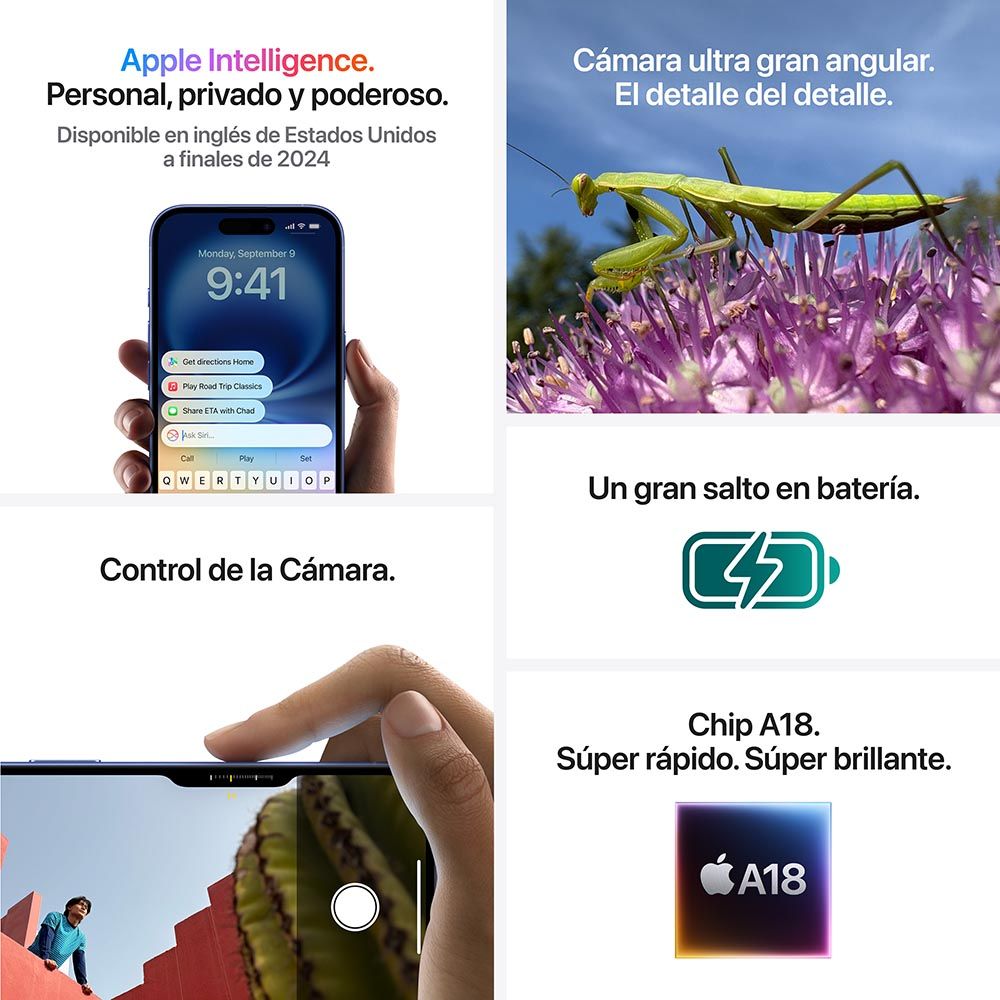 Apple Intelligence.
Personal, privado y poderoso.
Disponible en inglés de Estados Unidos
a finales de 2024
Monday, September 9
9:41
Get directions Home
Play Road Trip Classics
Share ETA with Chad
Ask Siri...
Call Play Set
Q W E R T Y U I O P
Cámara ultra gran angular.
El detalle del detalle.
Un gran salto en batería.
Control de la Cámara.
Chip A18.
Súper rápido. Súper brillante.
A18